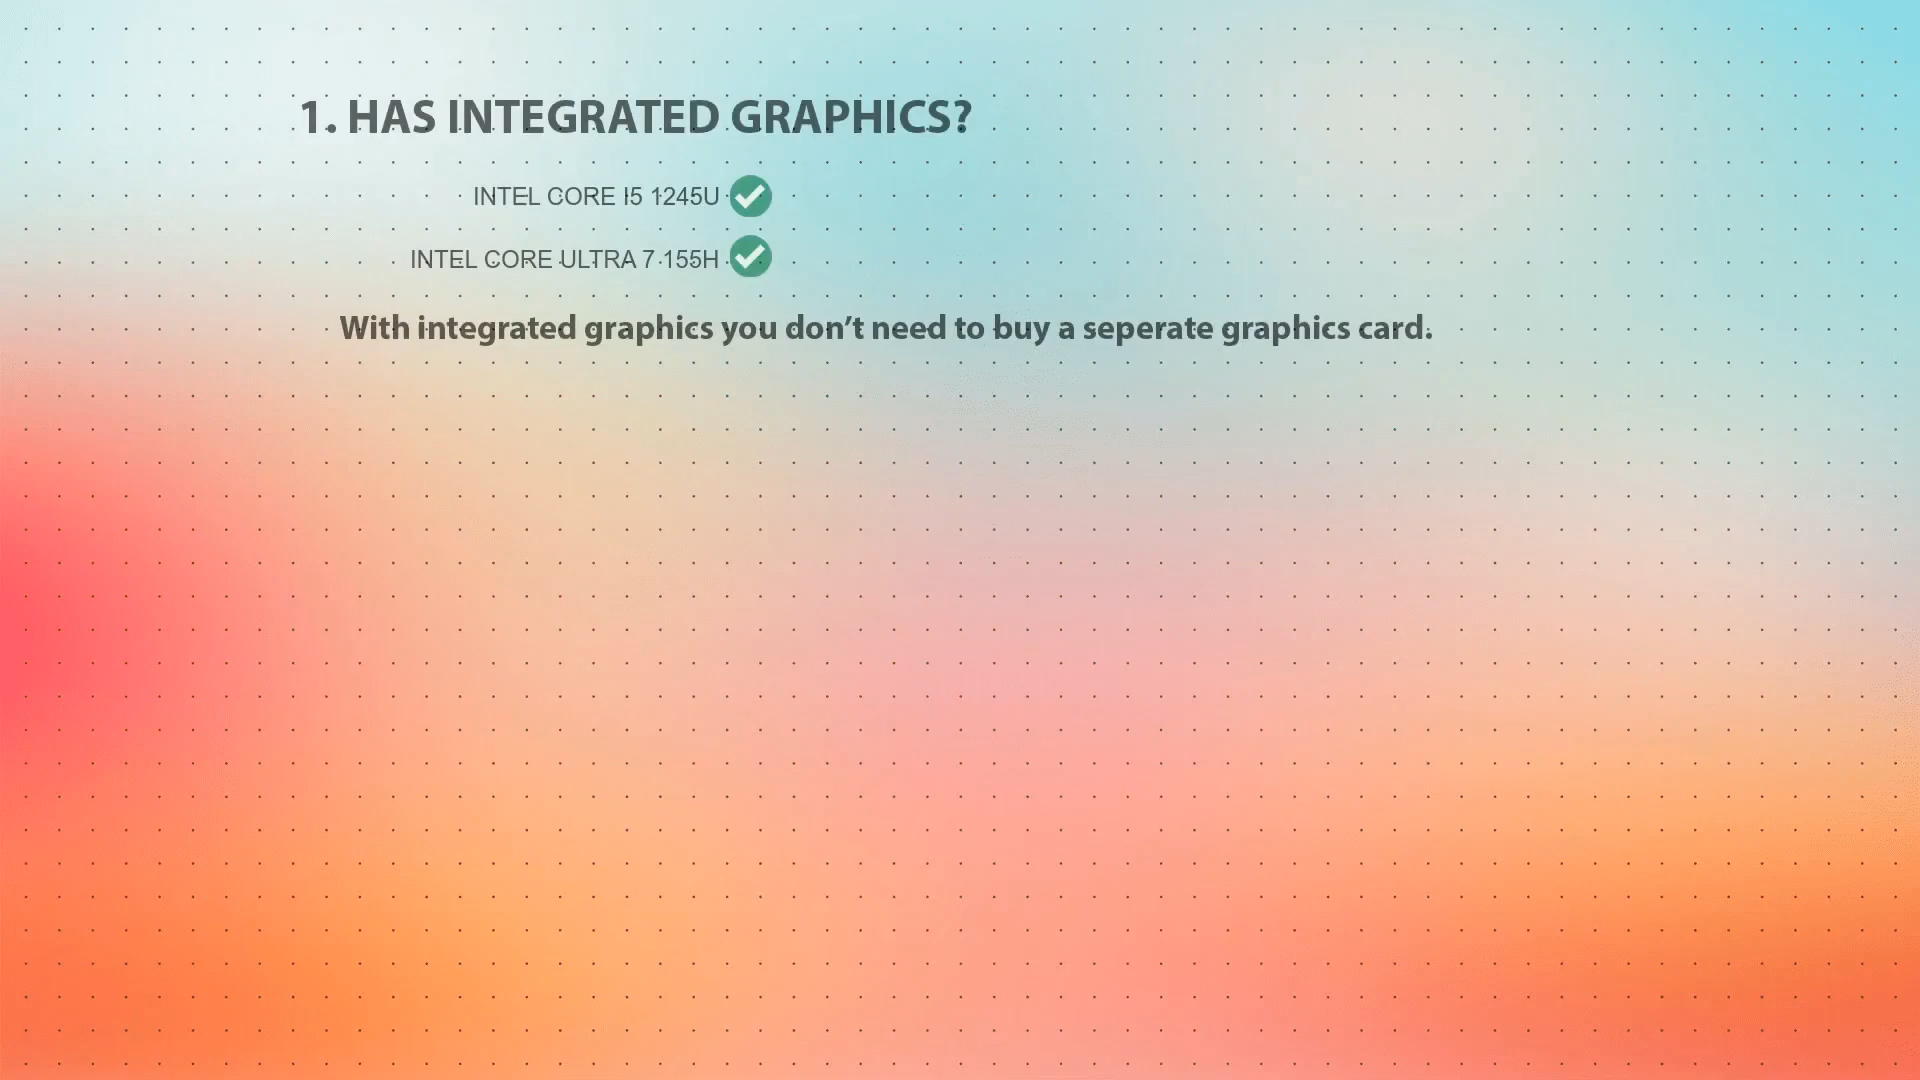 1. HAS INTEGRATED GRAPHICS?
INTEL CORE I5 1245U
INTEL CORE ULTRA 7 155H
With integrated graphics you don’t need to buy a seperate graphics card.